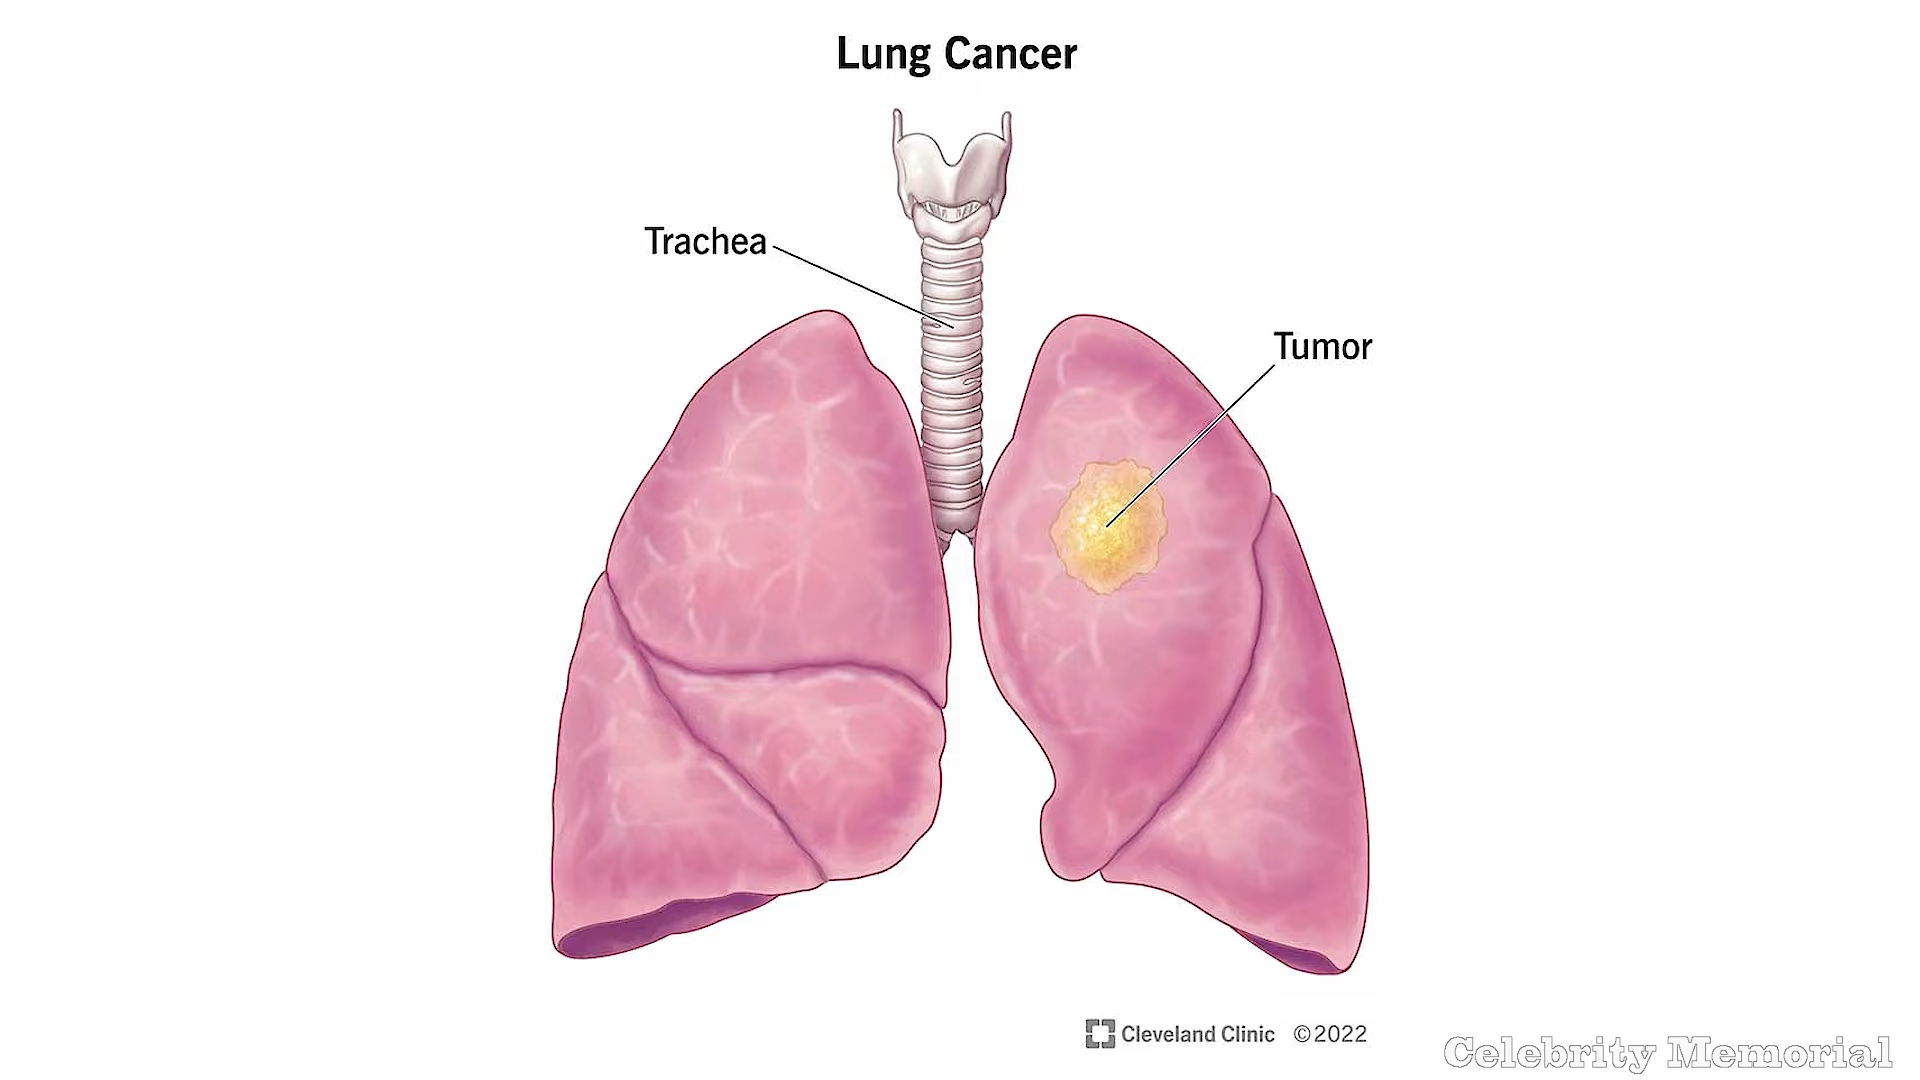 Lung Cancer
Trachea
Tumor
Cleveland Clinic ©2022
Celebrity Memorial